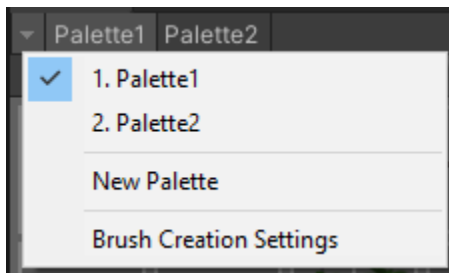 Palette1 Palette2
1. Palette1
2. Palette2
New Palette
Brush Creation Settings